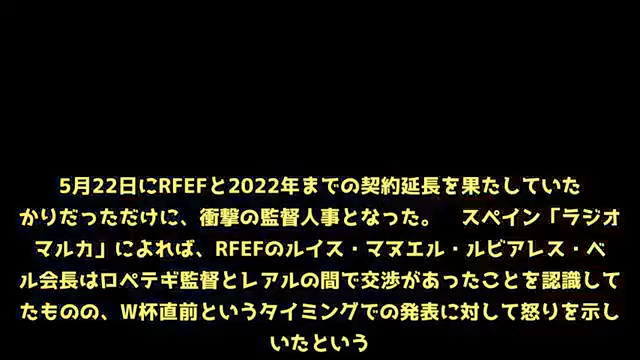 5月22日にRFEFと2022年までの契約延長を果たしていた
かりだっただけに、衝撃の監督人事となった。　スペイン「ラジオ
マルカ」によれば、RFEFのルイス・マヌエル・ルビアレス・ベ
ル会長はロペテギ監督とレアルの間で交渉があったことを認識して
たものの、W杯直前というタイミングでの発表に対して怒りを示し
いたという